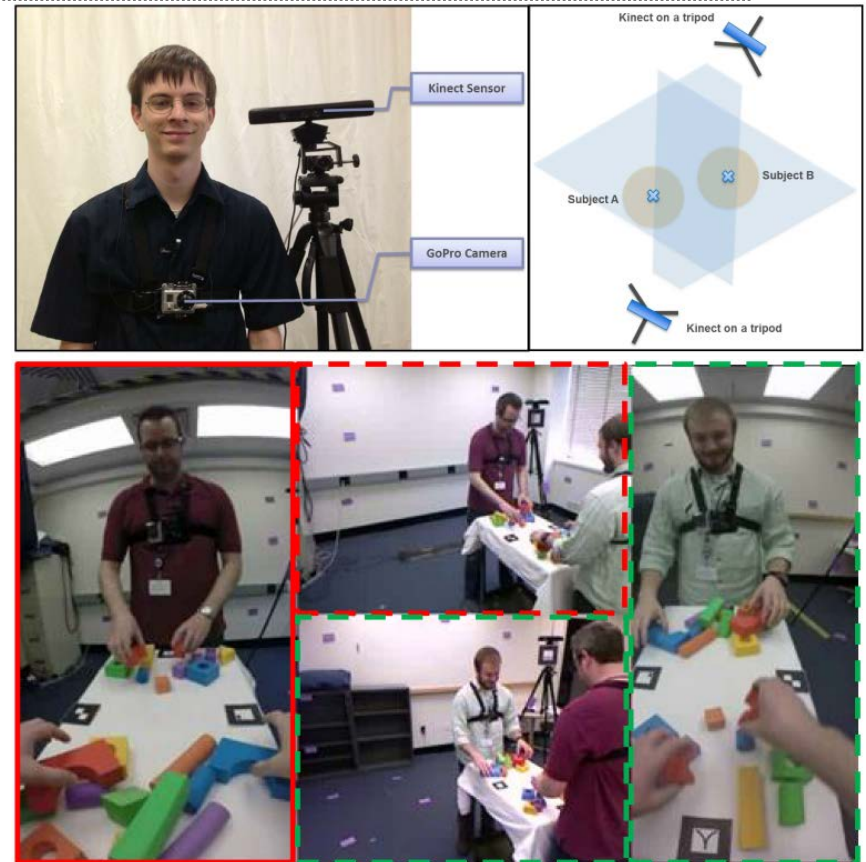 Kinect Sensor
GoPro Camera
Kinect on a tripod
Subject A
Subject B
Kinect on a tripod
Y